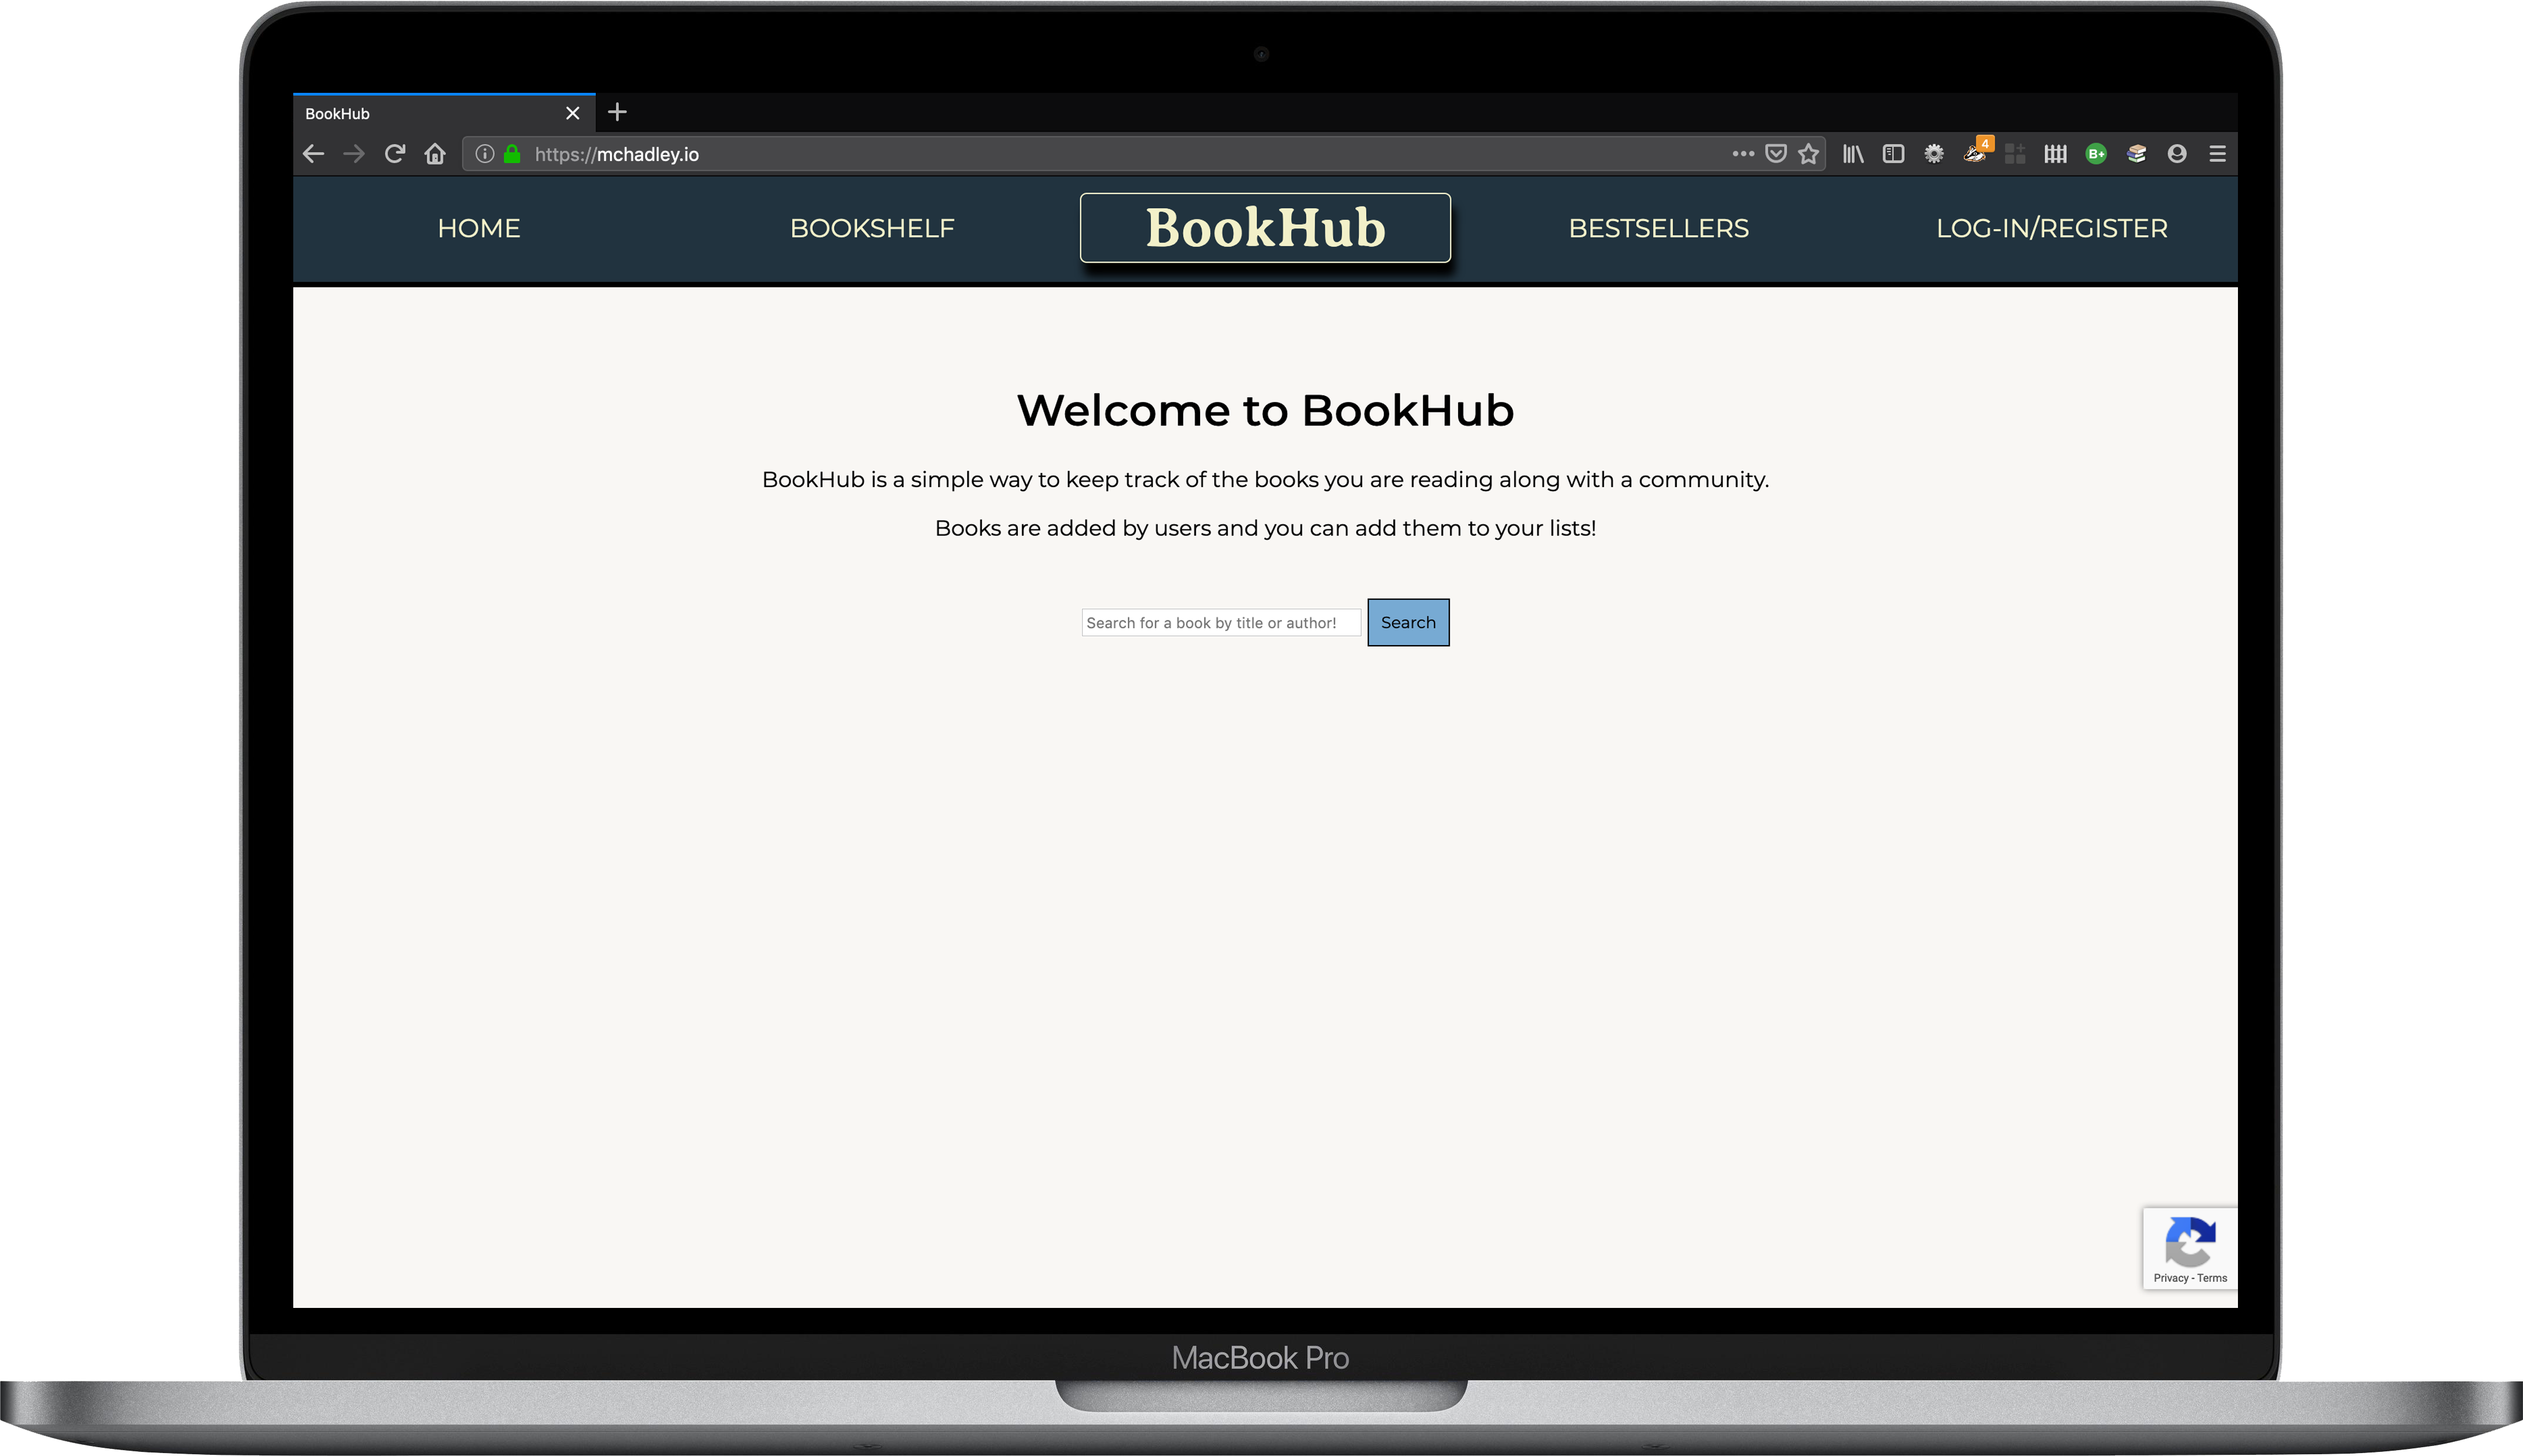 BookHub
https://mchadley.io
4
B+
HOME
BOOKSHELF
BookHub
BESTSELLERS
LOG-IN/REGISTER
Welcome to BookHub
BookHub is a simple way to keep track of the books you are reading along with a community.
Books are added by users and you can add them to your lists!
Search for a book by title or author!
Search
Privacy - Terms
MacBook Pro